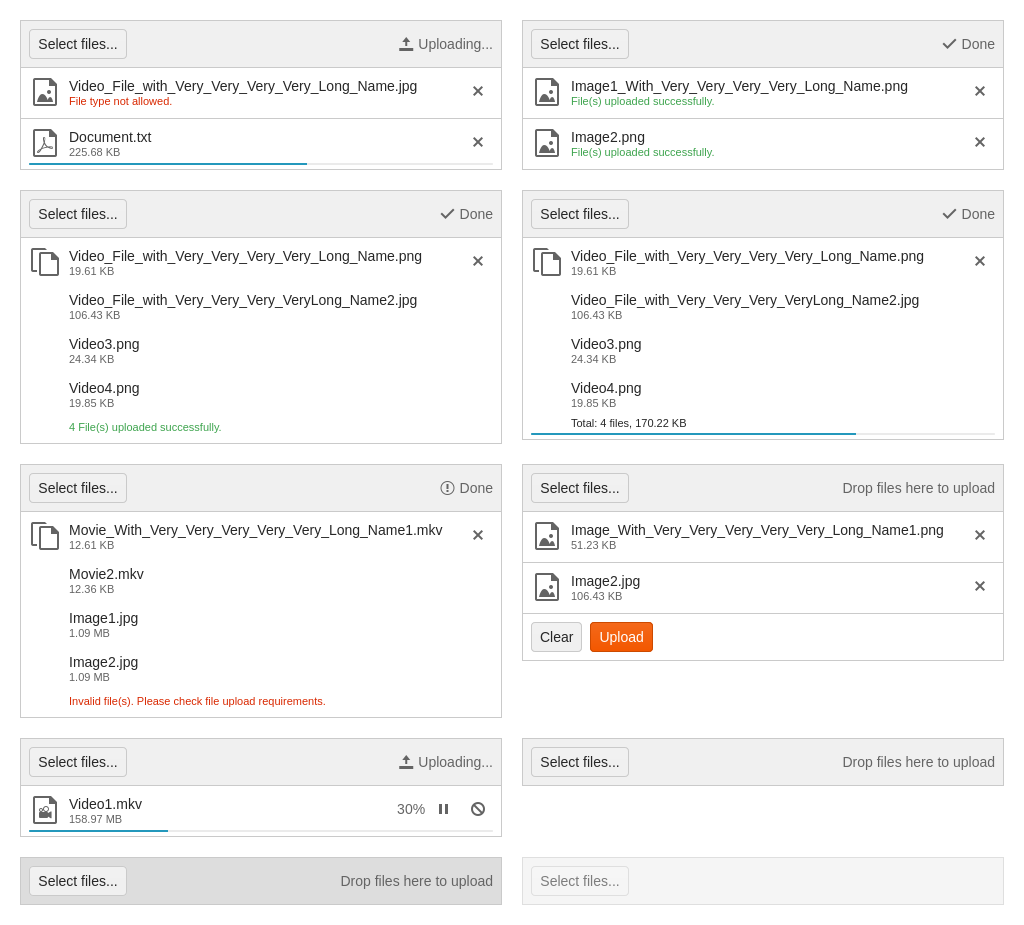 Select files...
Uploading...
Video_File_with_Very_Very_Very_Very_Long_Name.jpg
File type not allowed.
Document.txt
225.68 KB
Select files...
Done
Image1_With_Very_Very_Very_Very_Long_Name.png
File(s) uploaded successfully.
Image2.png
File(s) uploaded successfully.
Select files...
Done
Video_File_with_Very_Very_Very_Very_Long_Name.png
19.61 KB
Video_File_with_Very_Very_Very_VeryLong_Name2.jpg
106.43 KB
Video3.png
24.34 KB
Video4.png
19.85 KB
4 File(s) uploaded successfully.
Select files...
Done
Video_File_with_Very_Very_Very_Very_Long_Name.png
19.61 KB
Video_File_with_Very_Very_Very_VeryLong_Name2.jpg
106.43 KB
Video3.png
24.34 KB
Video4.png
19.85 KB
Total: 4 files, 170.22 KB
Select files...
Done
Movie_With_Very_Very_Very_Very_Very_Long_Name1.mkv
12.61 KB
Movie2.mkv
12.36 KB
Image1.jpg
1.09 MB
Image2.jpg
1.09 MB
Invalid file(s). Please check file upload requirements.
Select files...
Drop files here to upload
Image_With_Very_Very_Very_Very_Very_Long_Name1.png
51.23 KB
Image2.jpg
106.43 KB
Clear
Upload
Select files...
Uploading...
Video1.mkv
158.97 MB
30%
Select files...
Drop files here to upload
Select files...
Drop files here to upload
Select files...